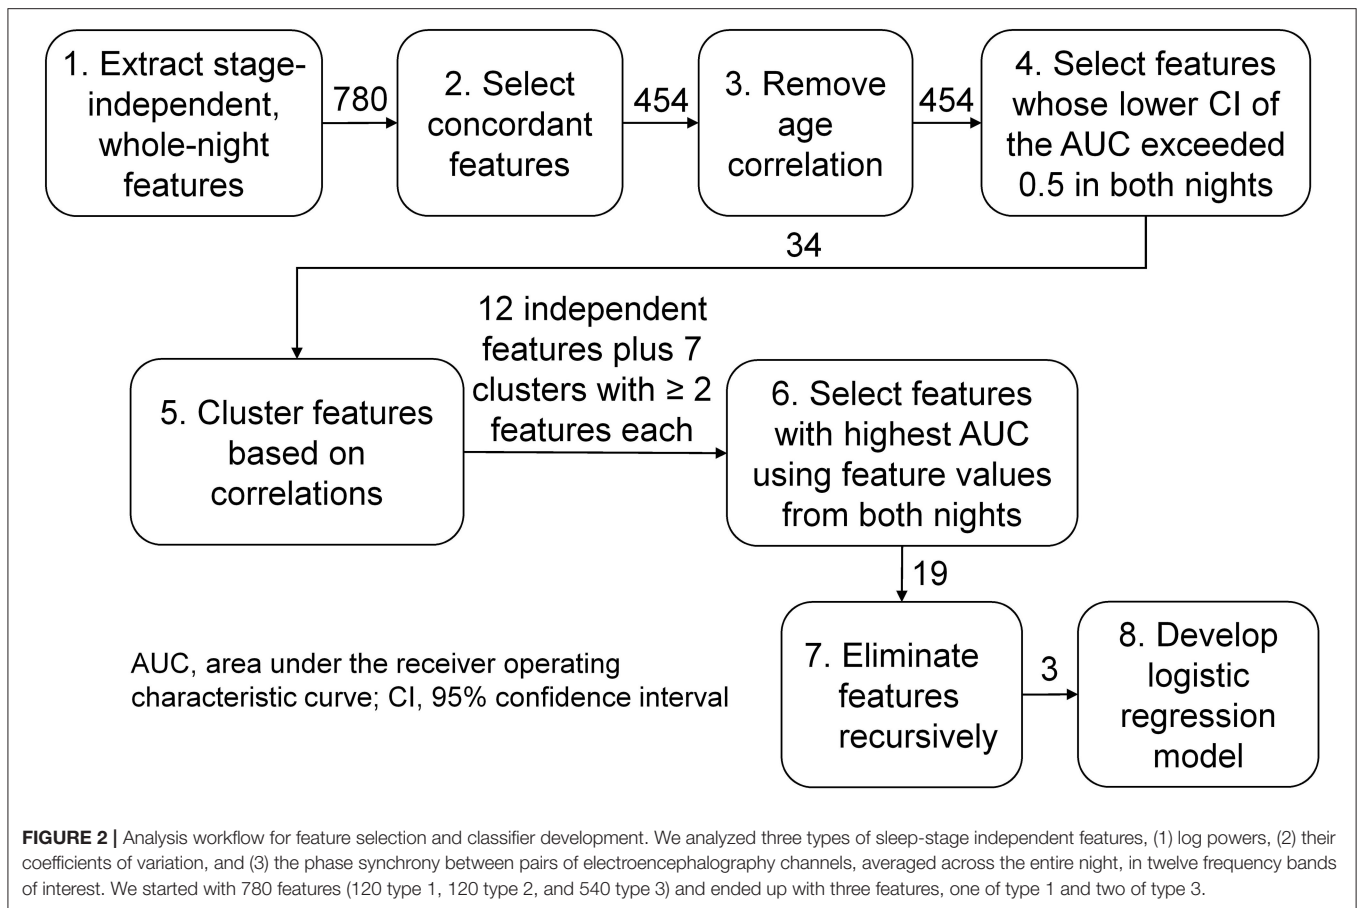 1. Extract stage-
independent,
whole-night
features
780
2. Select
concordant
features
454
3. Remove
age
correlation
454
4. Select features
whose lower CI of
the AUC exceeded
0.5 in both nights
34
5. Cluster features
based on
correlations
12 independent
features plus 7
clusters with ≥ 2
features each
6. Select features
with highest AUC
using feature values
from both nights
19
7. Eliminate
features
recursively
3
8. Develop
logistic
regression
model
AUC, area under the receiver operating
characteristic curve; CI, 95% confidence interval
FIGURE 2 | Analysis workflow for feature selection and classifier development. We analyzed three types of sleep-stage independent features, (1) log powers, (2) their
coefficients of variation, and (3) the phase synchrony between pairs of electroencephalography channels, averaged across the entire night, in twelve frequency bands
of interest. We started with 780 features (120 type 1, 120 type 2, and 540 type 3) and ended up with three features, one of type 1 and two of type 3.